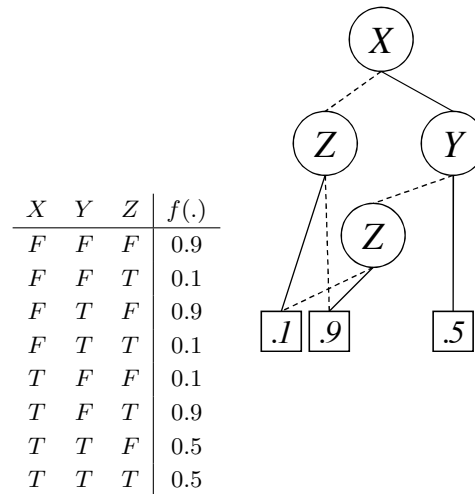 X
Z Y
Z
.1 .9 .5
X Y Z f(.)
F F F 0.9
F F T 0.1
F T F 0.9
F T T 0.1
T F F 0.1
T F T 0.9
T T F 0.5
T T T 0.5